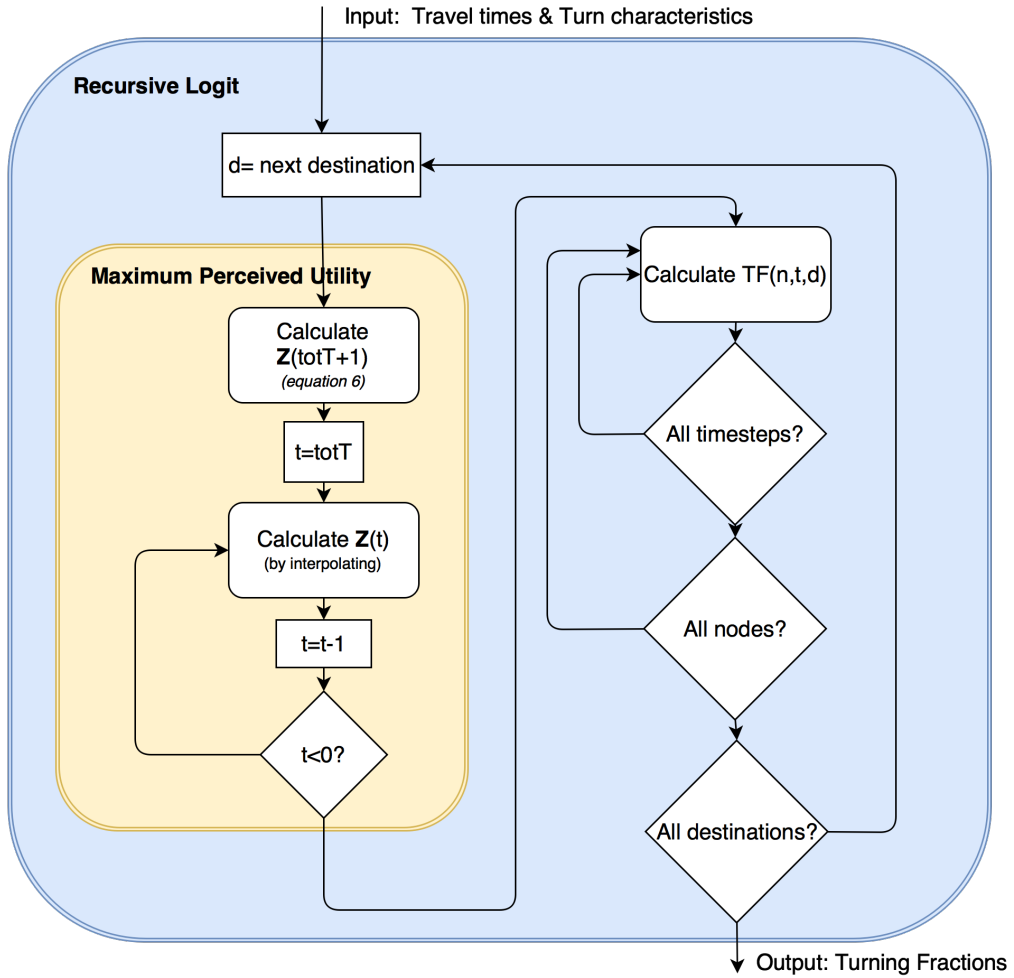 Input:  Travel times & Turn characteristics
Recursive Logit
d= next destination
Maximum Perceived Utility
Calculate
Z(totT+1)
(equation 6)
t=totT
Calculate Z(t)
(by interpolating)
t=t-1
t<0?
Calculate TF(n,t,d)
All timesteps?
All nodes?
All destinations?
Output: Turning Fractions